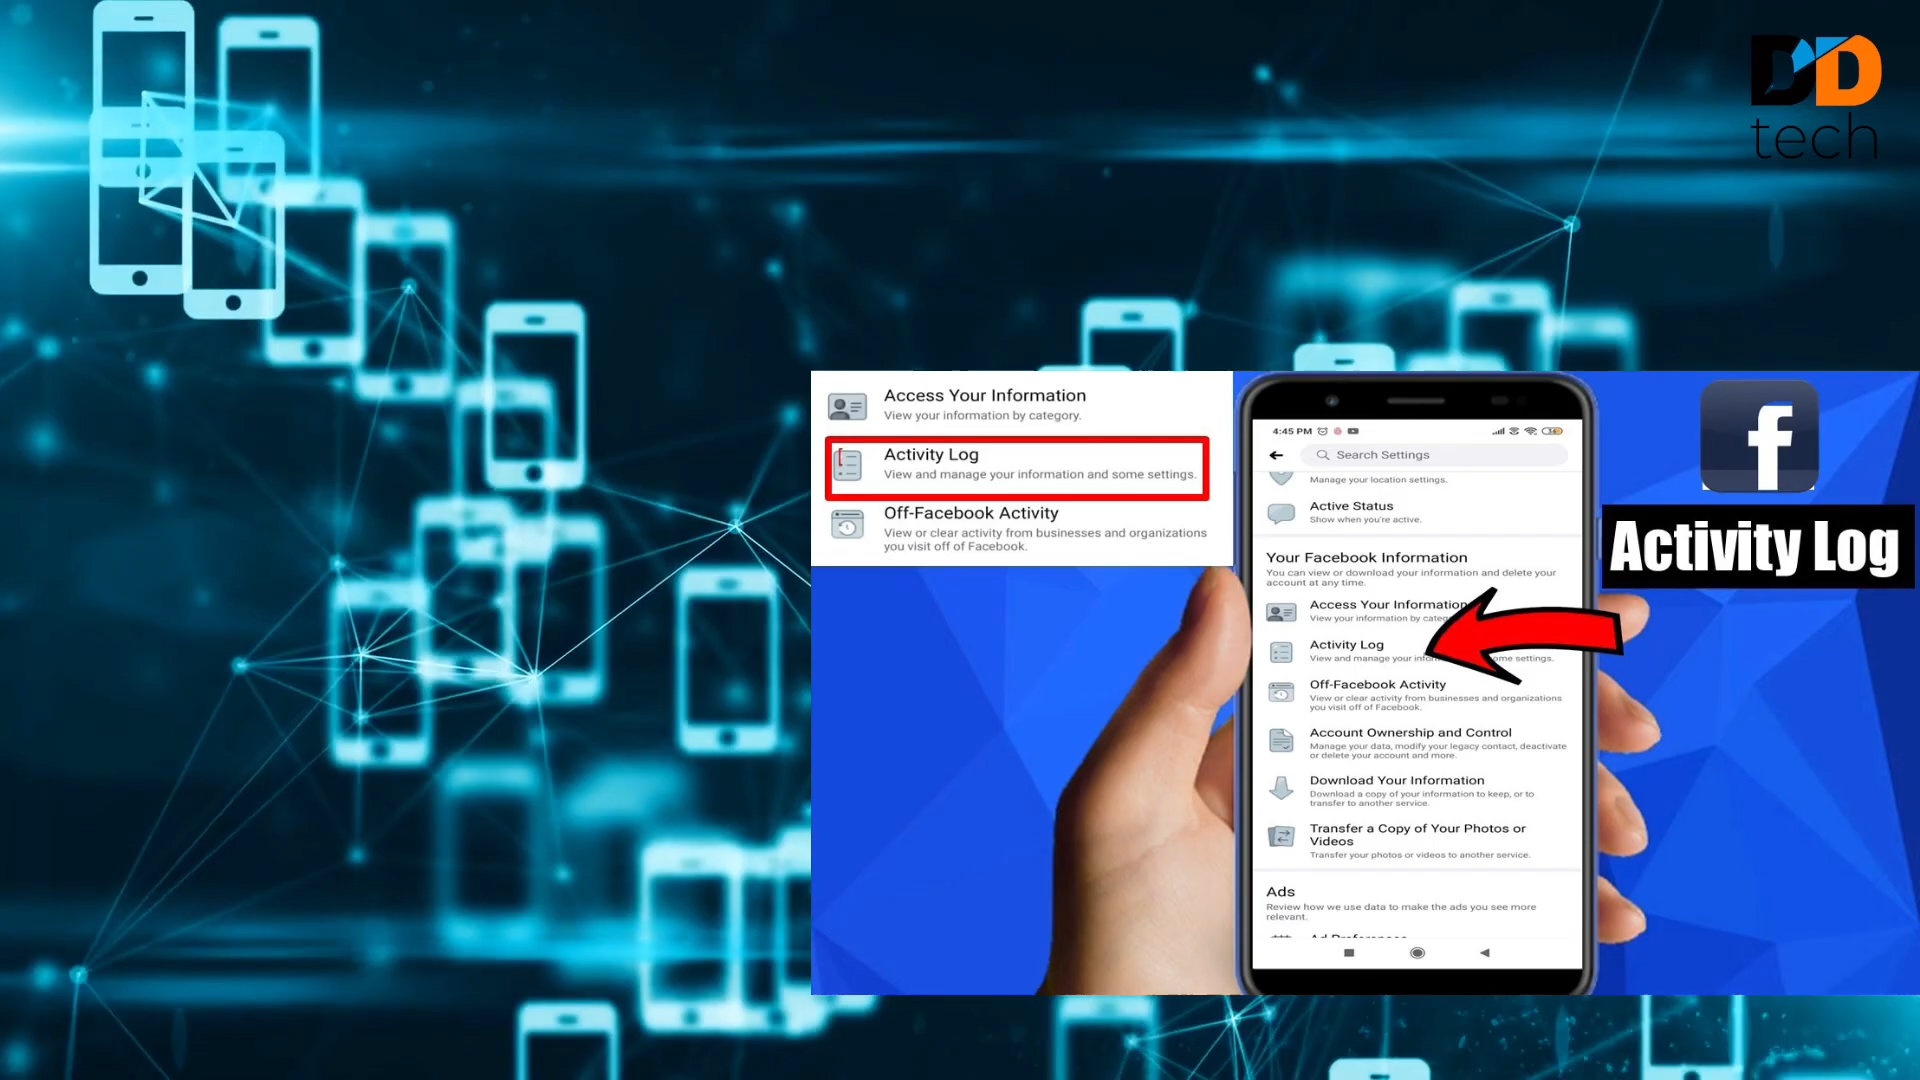 DD
tech
Access Your Information
View your information by category.
Activity Log
View and manage your information and some settings.
Off-Facebook Activity
View or clear activity from businesses and organizations
you visit off of Facebook.
4:45 PM
Search Settings
Manage your location settings.
Active Status
Show when you're active.
Your Facebook Information
You can view or download your information and delete your
account at any time.
Access Your Information
View your information by
Activity Log
View and manage your some settings.
Off-Facebook Activity
View or clear activity from businesses and organizations
you visit off of Facebook.
Account Ownership and Control
Manage your data, modify your legacy contact, deactivate
or delete your account and more.
Download Your Information
Download a copy of your information to keep, or to
transfer to another service.
Transfer a Copy of Your Photos or
Videos
Transfer your photos or videos to another service.
Ads
Review how we use data to make the ads you see more
relevant.
f
Activity Log